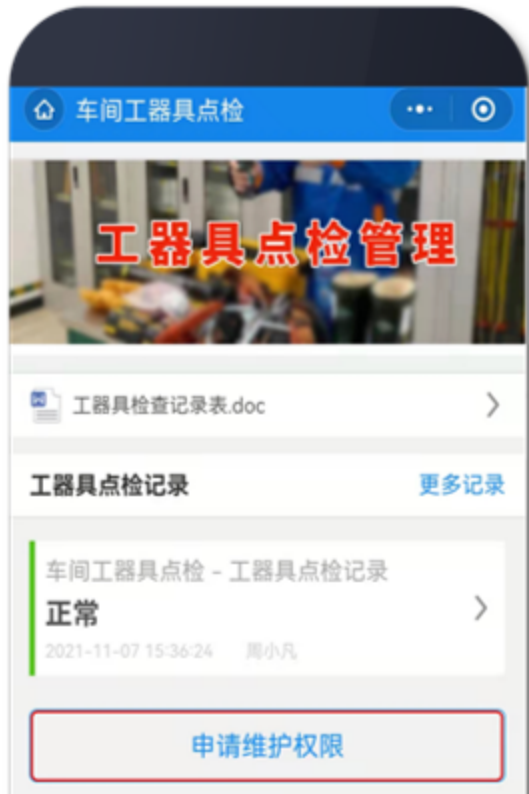 车间工器具点检
工器具点检管理
工器具检查记录表.doc
工器具点检记录 更多记录
车间工器具点检 - 工器具点检记录
正常
2021-11-07 15:36:24 周小凡
申请维护权限